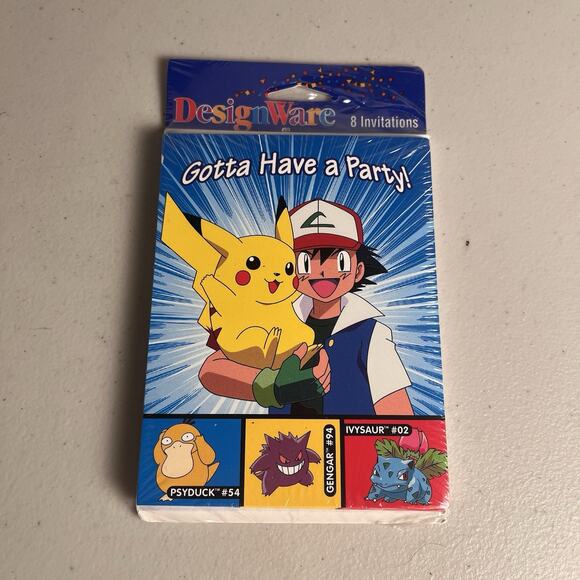 DesignWare
8 Invitations
Gotta Have a Party!
PSYDUCK™ #54
GENGAR™ #94
IVYSAUR™ #02